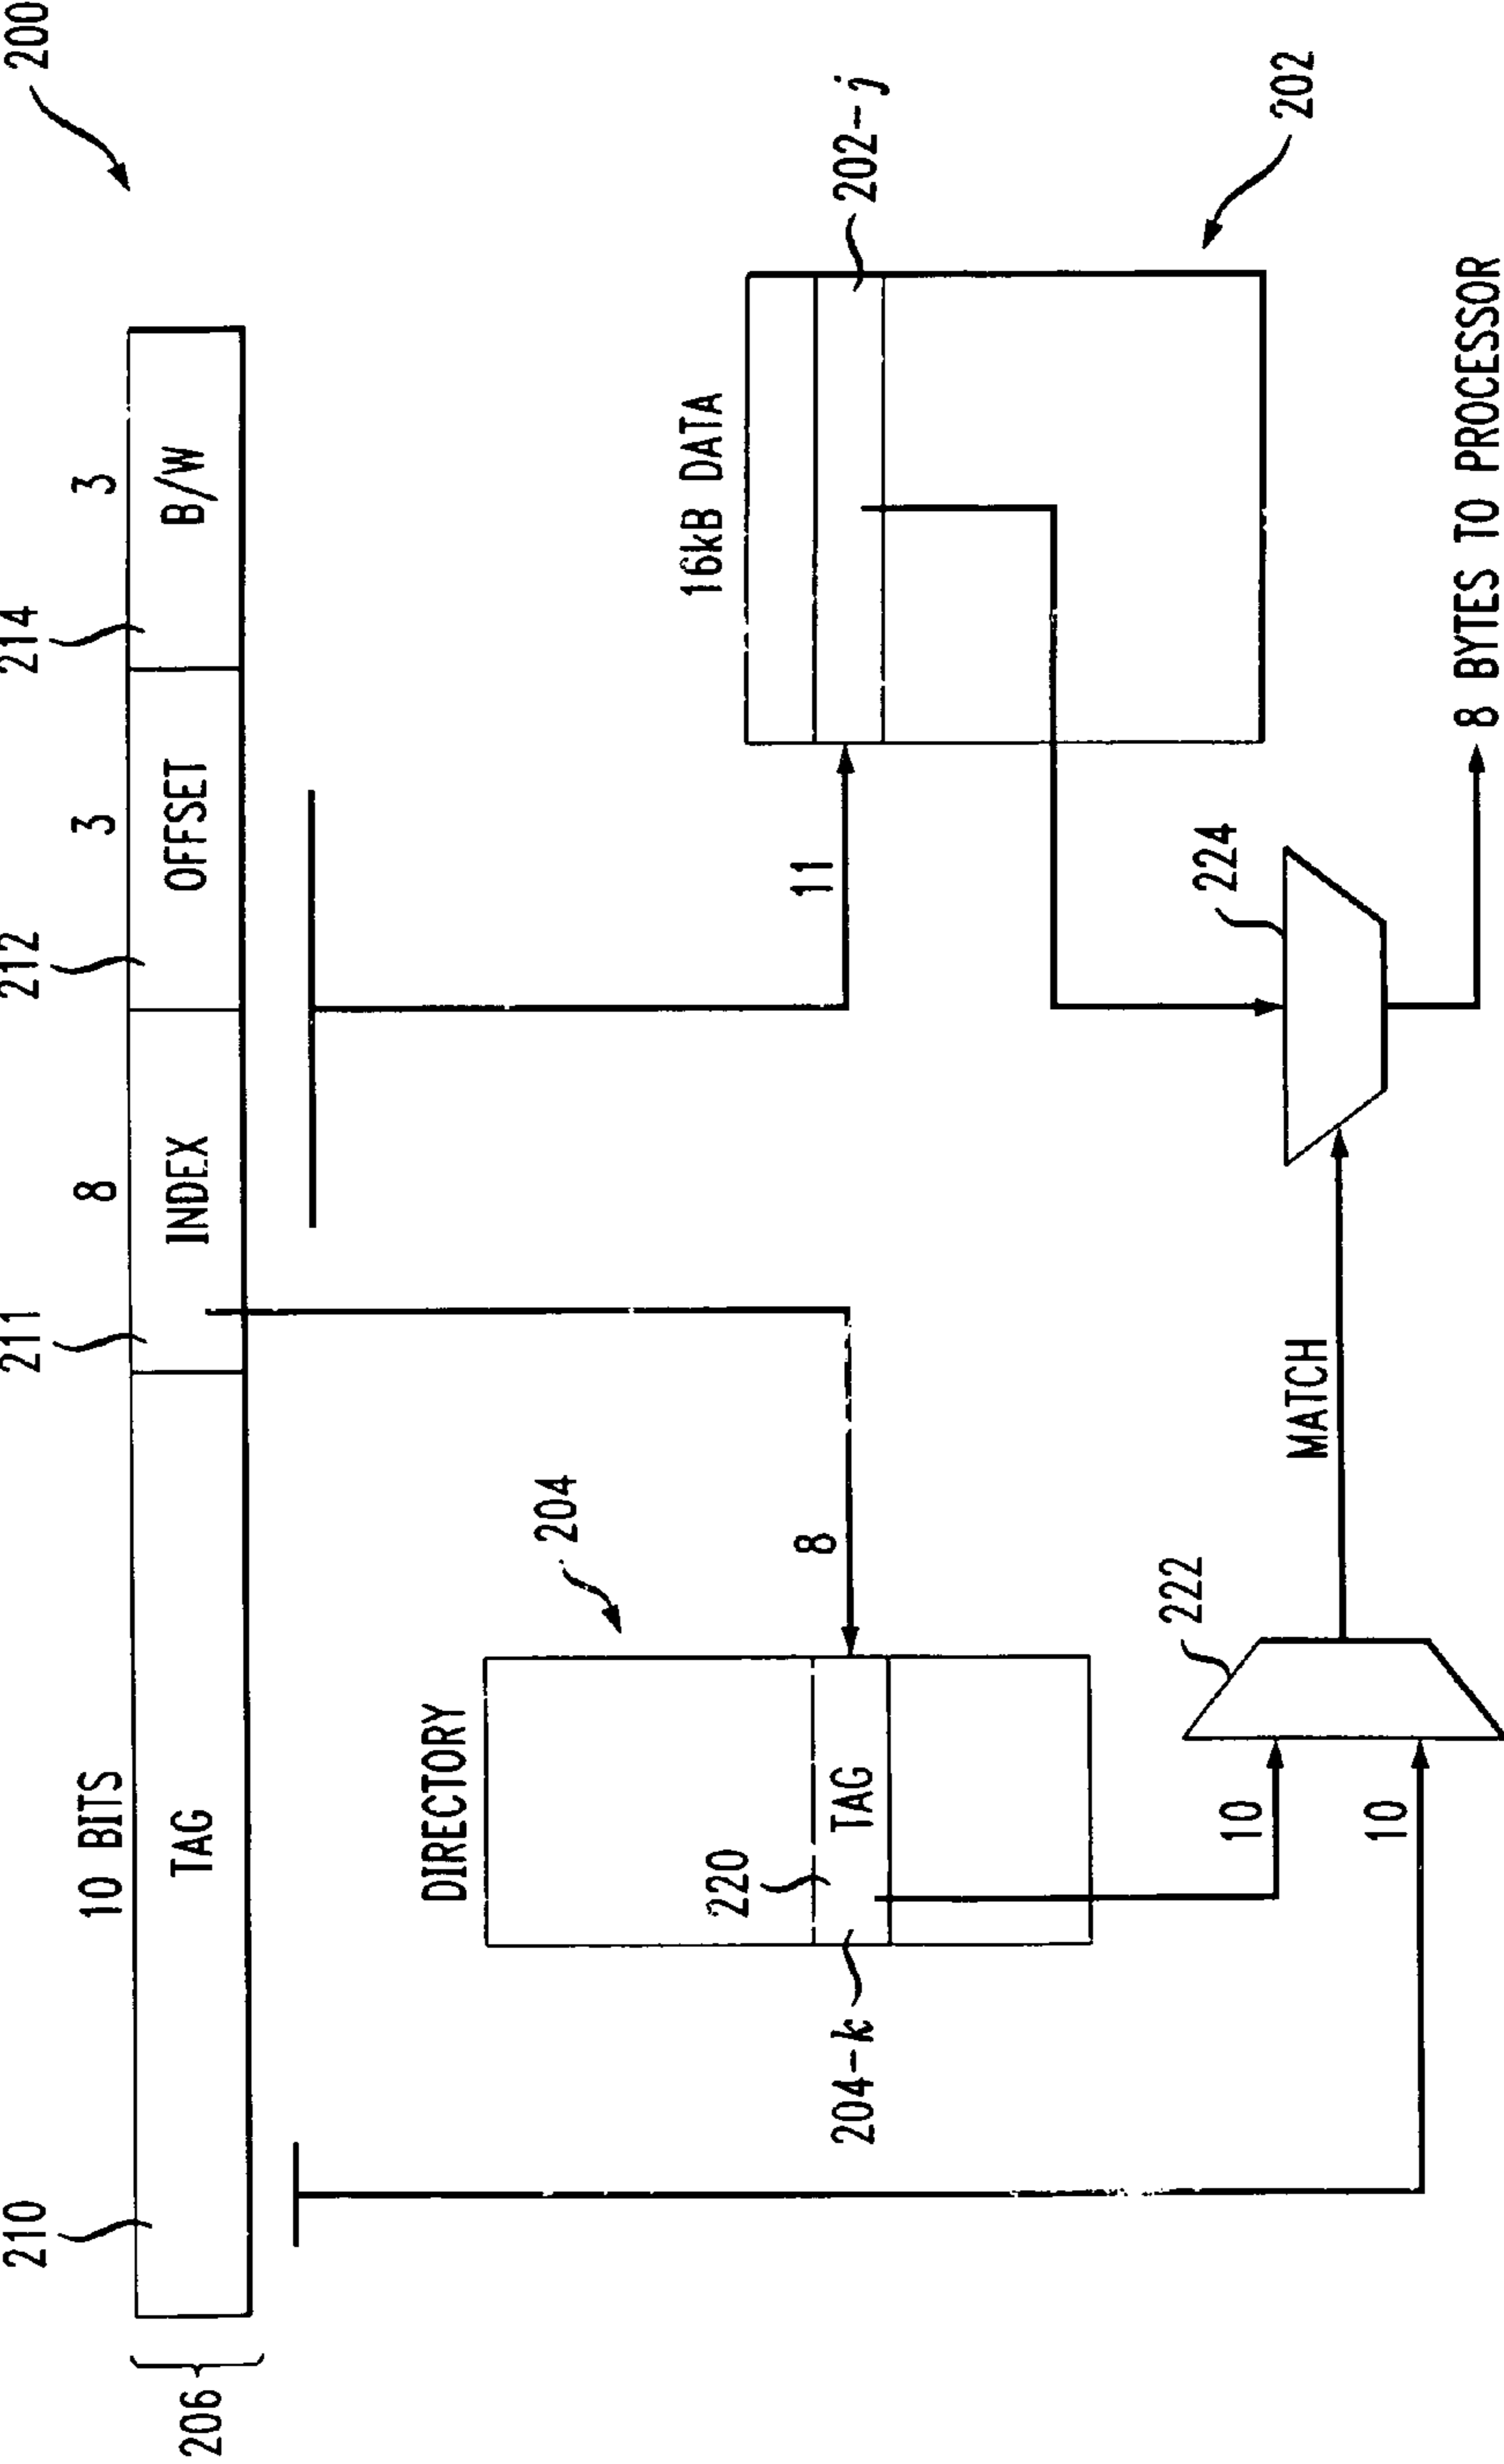 200
210
211
212
214
10 BITS
8
3
3
206
TAG
INDEX
OFFSET
B/W
DIRECTORY
204
16kB DATA
220
TAG
8
11
204-k
202-j
10
10
222
MATCH
224
202
8 BYTES TO PROCESSOR